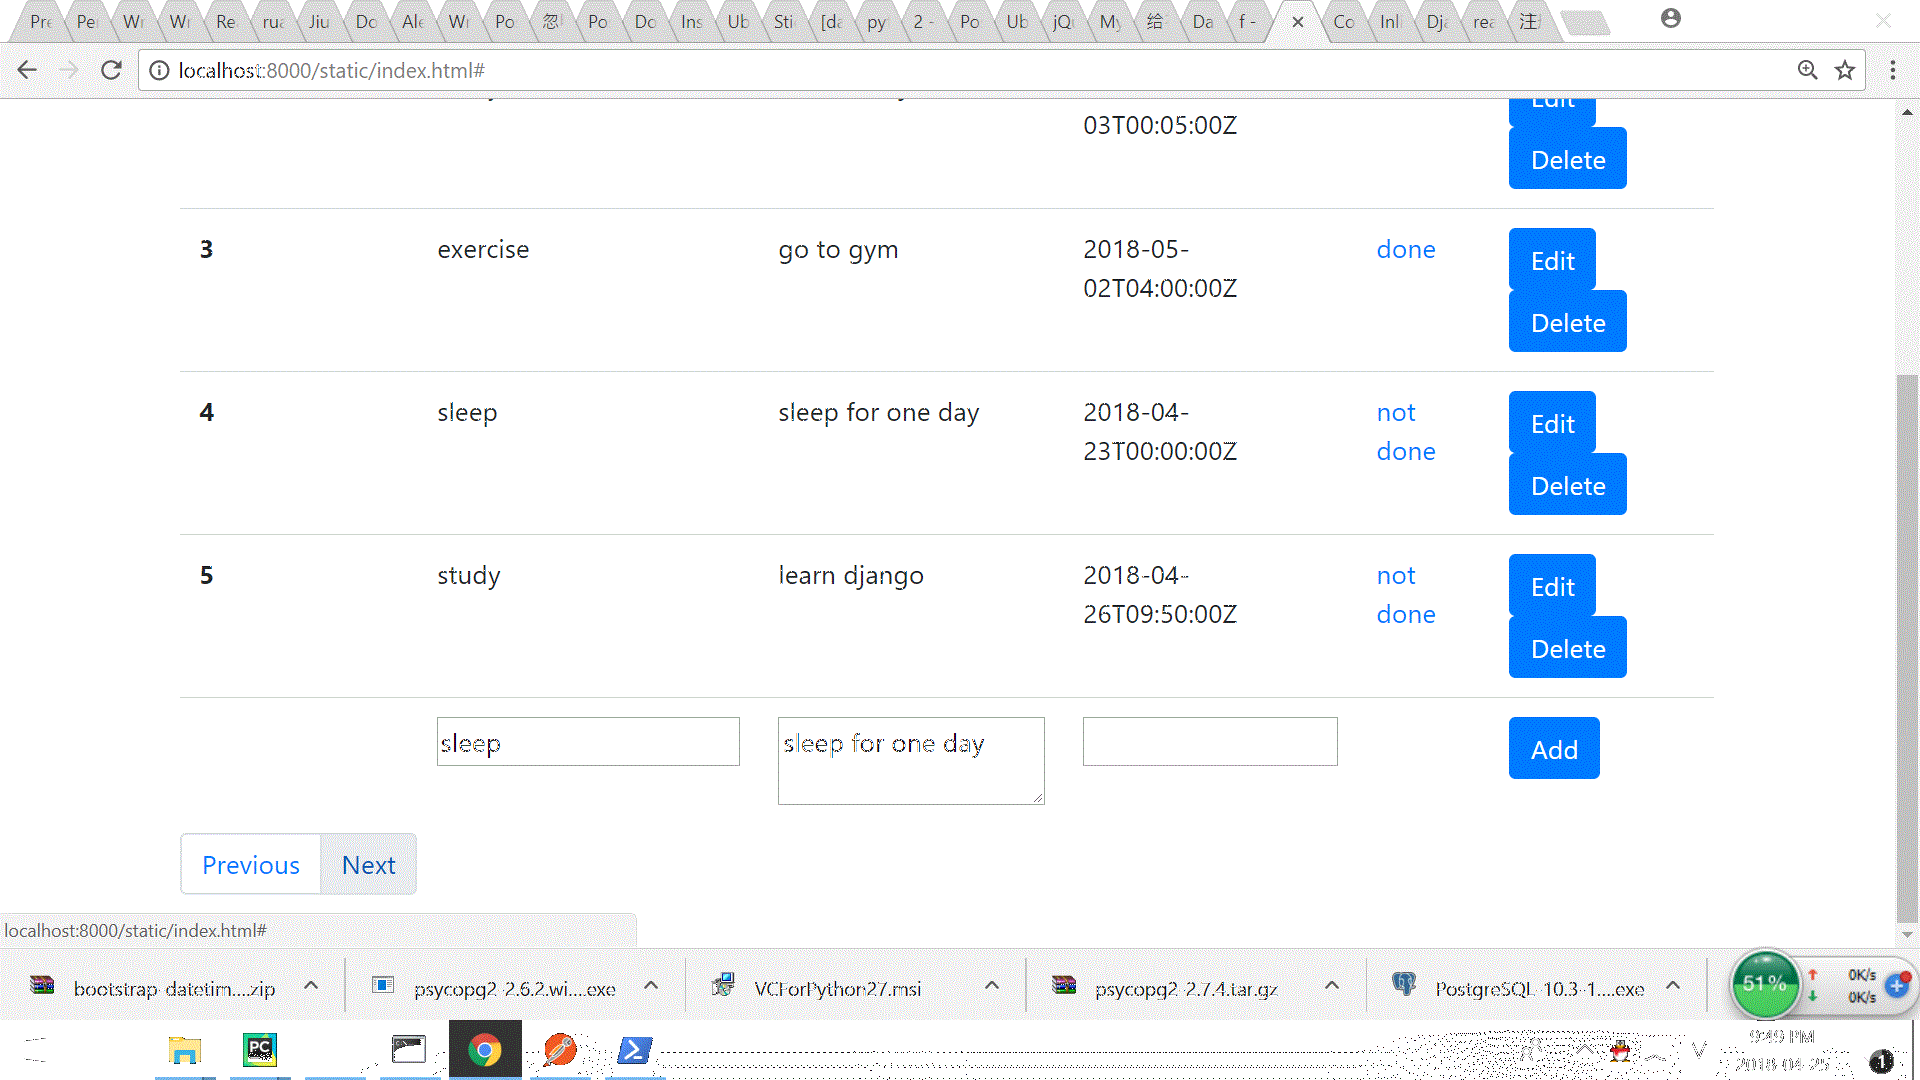 Pre Per Wr Wr Re rua Jiu Do Ale Wr Po 忽 Po Do Ins Ub Sti [da py 2 - Po Ub jQ My 给 Da f - Co Inl Dja rea 注
localhost:8000/static/index.html#
Edit
03T00:05:00Z
Delete
3 exercise go to gym 2018-05- done Edit
02T04:00:00Z
Delete
4 sleep sleep for one day 2018-04- not Edit
23T00:00:00Z done
Delete
5 study learn django 2018-04- not Edit
26T09:50:00Z done
Delete
sleep sleep for one day Add
Previous Next
localhost:8000/static/index.html#
bootstrap-datetim....zip psycopg2-2.6.2.wi....exe VCForPython27.msi psycopg2-2.7.4.tar.gz PostgreSQL-10.3-1....exe
51% 0K/s
0K/s
PC
9:49 PM
2018-04-25
1